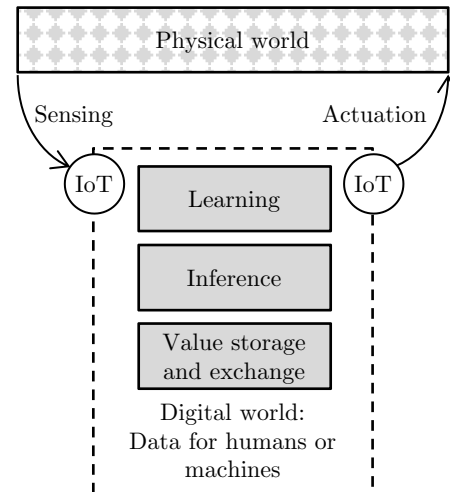 Physical world
Sensing
Actuation
IoT
IoT
Learning
Inference
Value storage
and exchange
Digital world:
Data for humans or
machines